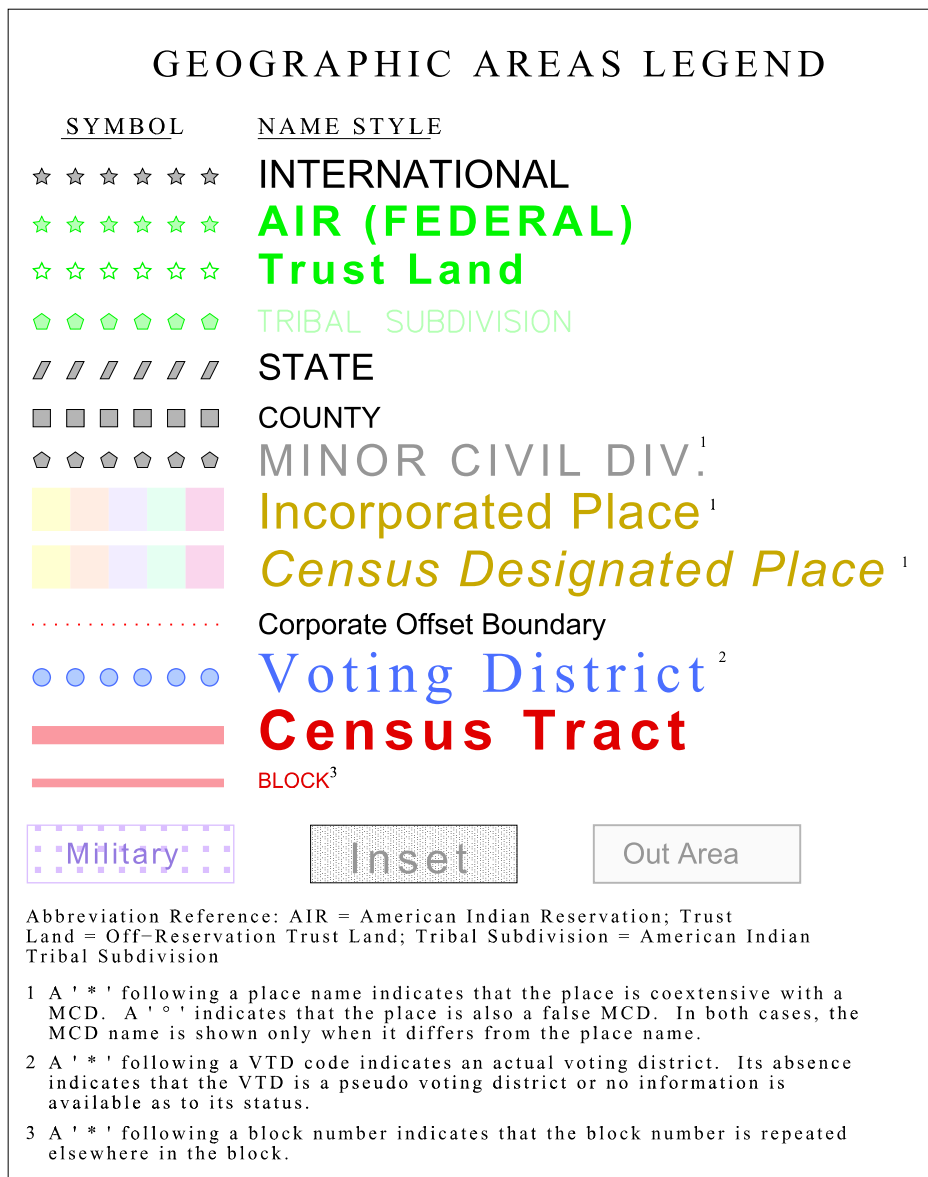 GEOGRAPHIC AREAS LEGEND
SYMBOL NAME STYLE
INTERNATIONAL
AIR (FEDERAL)
Trust Land
TRIBAL SUBDIVISION
STATE
COUNTY
MINOR CIVIL DIV. 1
Incorporated Place 1
Census Designated Place 1
Corporate Offset Boundary
Voting District 2
Census Tract
BLOCK 3
Military Inset Out Area
Abbreviation Reference: AIR = American Indian Reservation; Trust
Land = Off−Reservation Trust Land; Tribal Subdivision = American Indian
Tribal Subdivision
1 A ' * ' following a place name indicates that the place is coextensive with a
MCD. A ' ° ' indicates that the place is also a false MCD. In both cases, the
MCD name is shown only when it differs from the place name.
2 A ' * ' following a VTD code indicates an actual voting district. Its absence
indicates that the VTD is a pseudo voting district or no information is
available as to its status.
3 A ' * ' following a block number indicates that the block number is repeated
elsewhere in the block.